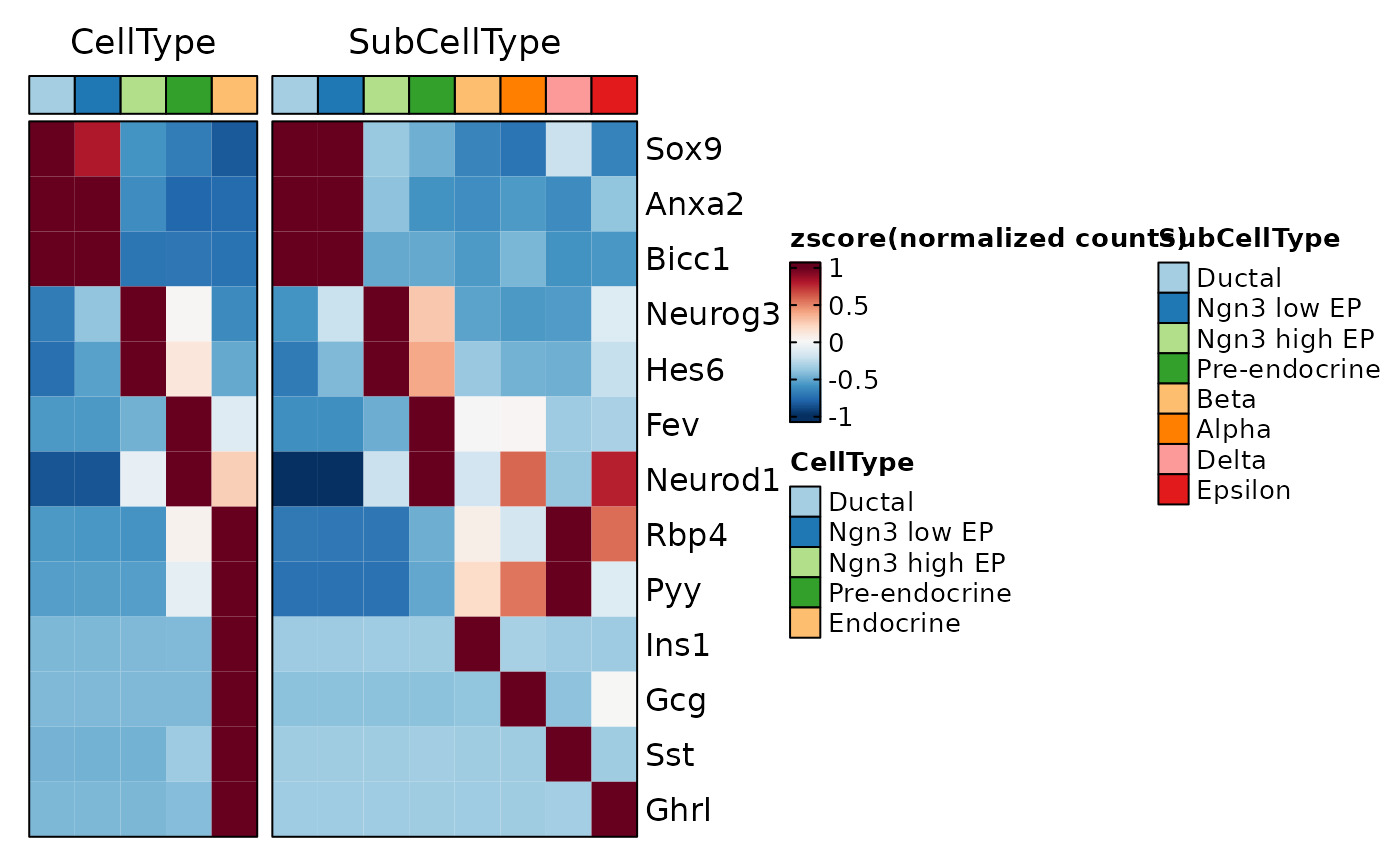 CellType
SubCellType
Sox9
Anxa2
Bicc1
Neurog3
Hes6
Fev
Neurod1
Rbp4
Pyy
Ins1
Gcg
Sst
Ghrl
zscore(normalized counts)
1
0.5
0
-0.5
-1
CellType
Ductal
Ngn3 low EP
Ngn3 high EP
Pre-endocrine
Endocrine
SubCellType
Ductal
Ngn3 low EP
Ngn3 high EP
Pre-endocrine
Beta
Alpha
Delta
Epsilon